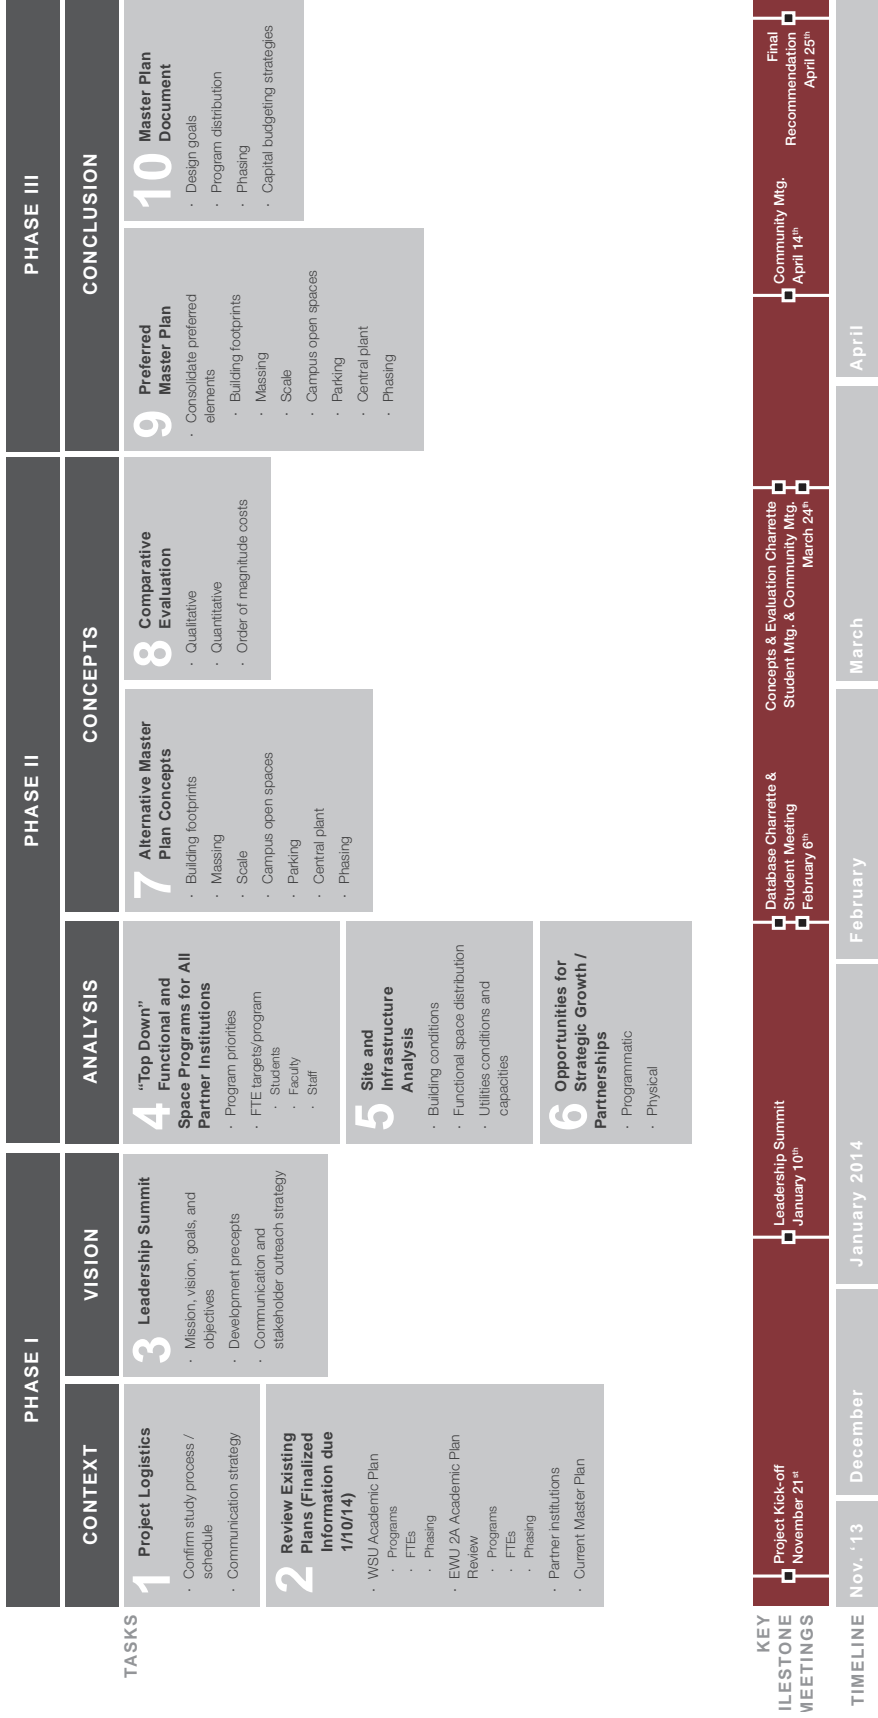 PHASE I
PHASE II
PHASE III
CONTEXT
VISION
ANALYSIS
CONCEPTS
CONCLUSION
TASKS
1
Project Logistics
· Confirm study process /
schedule
· Communication strategy
2
Review Existing
Plans (Finalized
Information due
1/10/14)
· WSU Academic Plan
· Programs
· FTEs
· Phasing
· EWU 2A Academic Plan
Review
· Programs
· FTEs
· Phasing
· Partner institutions
· Current Master Plan
3
Leadership Summit
· Mission, vision, goals, and
objectives
· Development precepts
· Communication and
stakeholder outreach strategy
4
“Top Down”
Functional and
Space Programs for All
Partner Institutions
· Program priorities
· FTE targets/program
· Students
· Faculty
· Staff
5
Site and
Infrastructure
Analysis
· Building conditions
· Functional space distribution
· Utilities conditions and
capacities
6
Opportunities for
Strategic Growth /
Partnerships
· Programmatic
· Physical
7
Alternative Master
Plan Concepts
· Building footprints
· Massing
· Scale
· Campus open spaces
· Parking
· Central plant
· Phasing
8
Comparative
Evaluation
· Qualitative
· Quantitative
· Order of magnitude costs
9
Preferred
Master Plan
· Consolidate preferred
elements
· Building footprints
· Massing
· Scale
· Campus open spaces
· Parking
· Central plant
· Phasing
10
Master Plan
Document
· Design goals
· Program distribution
· Phasing
· Capital budgeting strategies
KEY
ILESTONE
MEETINGS
Project Kick-off
November 21st
Leadership Summit
January 10th
Database Charrette &
Student Meeting
February 6th
Concepts & Evaluation Charrette
Student Mtg. & Community Mtg.
March 24th
Community Mtg.
April 14th
Final
Recommendation
April 25th
TIMELINE
Nov. ‘13
December
January 2014
February
March
April